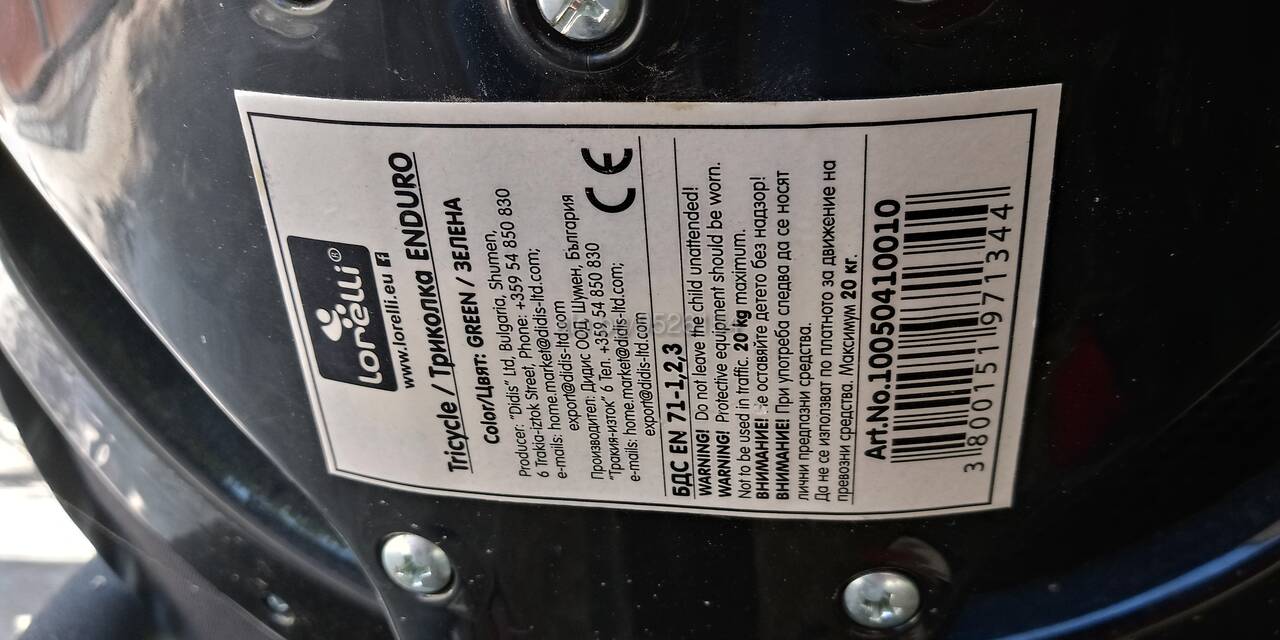 lorelli®
www.lorelli.eu f
Tricycle / Триколка ENDURO
Color/Цвят: GREEN / ЗЕЛЕНА
Producer: "Didis" Ltd, Bulgaria, Shumen,
6 Trakia-iztok Street, Phone: +359 54 850 830
e-mails: home.market@didis-ltd.com;
export@didis-ltd.com
Производител: Дидис ООД, Шумен, България
"Тракия-изток" 6 Тел. +359 54 850 830
e-mails: home.market@didis-ltd.com;
export@didis-ltd.com
CE
БДС EN 71-1,2,3
WARNING! Do not leave the child unattended!
WARNING! Protective equipment should be worn.
Not to be used in traffic. 20 kg maximum.
ВНИМАНИЕ! Не оставяйте детето без надзор!
ВНИМАНИЕ! При употреба следва да се носят
лични предпазни средства.
Да не се използват по платното за движение на
превозни средства. Максимум 20 кг.
Art.No.10050410010
3 800151 971344